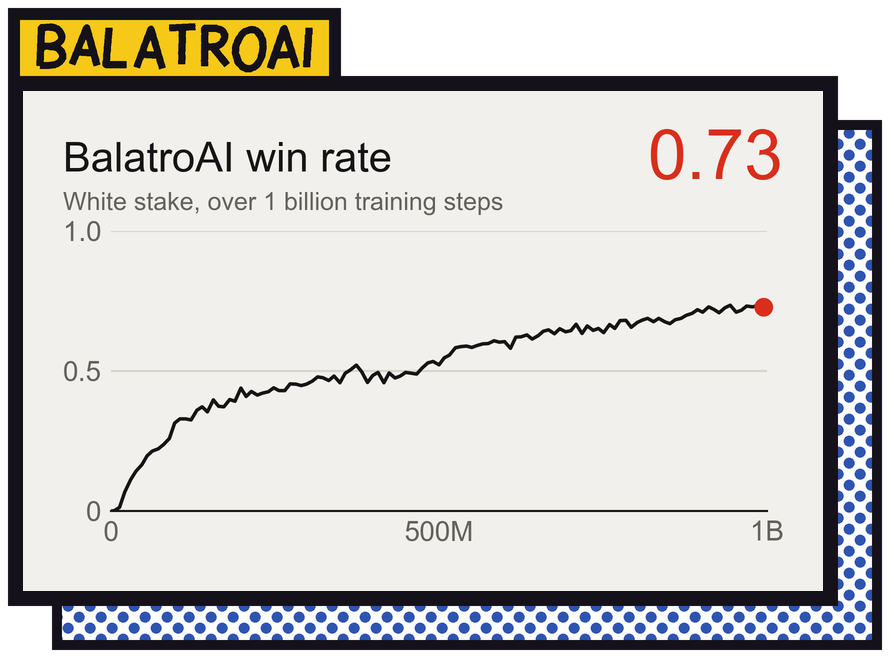 BALATROAI
BalatroAI win rate
0.73
White stake, over 1 billion training steps
1.0
0.5
0
0
500M
1B